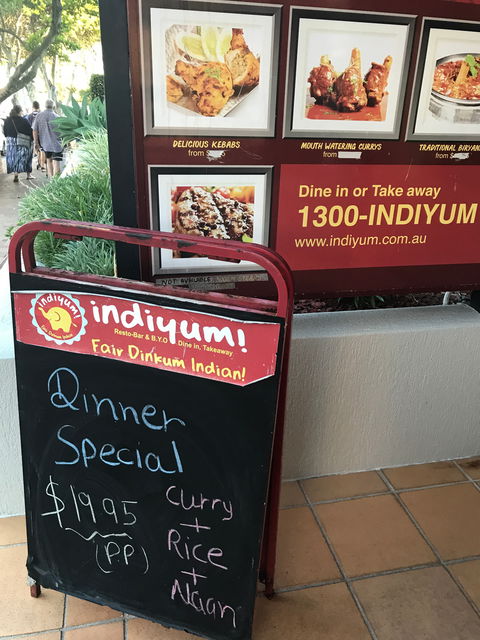 DELICIOUS KEBABS
from $
MOUTH WATERING CURRYS
from
TRADITIONAL
from $
Dine in or Take away
1300-INDIYUM
www.indiyum.com.au
NOT AVAILABLE
indiyum!
indiyum!
Resto-Bar & B.Y.O Dine In, Takeaway
Fair Dinkum Indian!
Dinner
Special
$19.95
(PP)
Curry
+
Rice
+
Naan